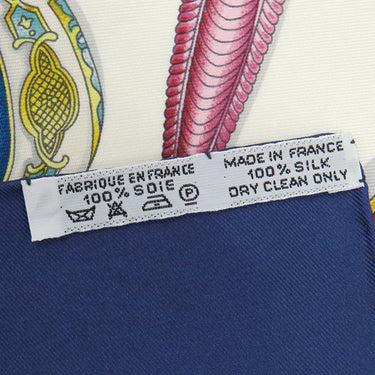 FABRIQUE EN FRANCE
100% SOIE
MADE IN FRANCE
100% SILK
DRY CLEAN ONLY